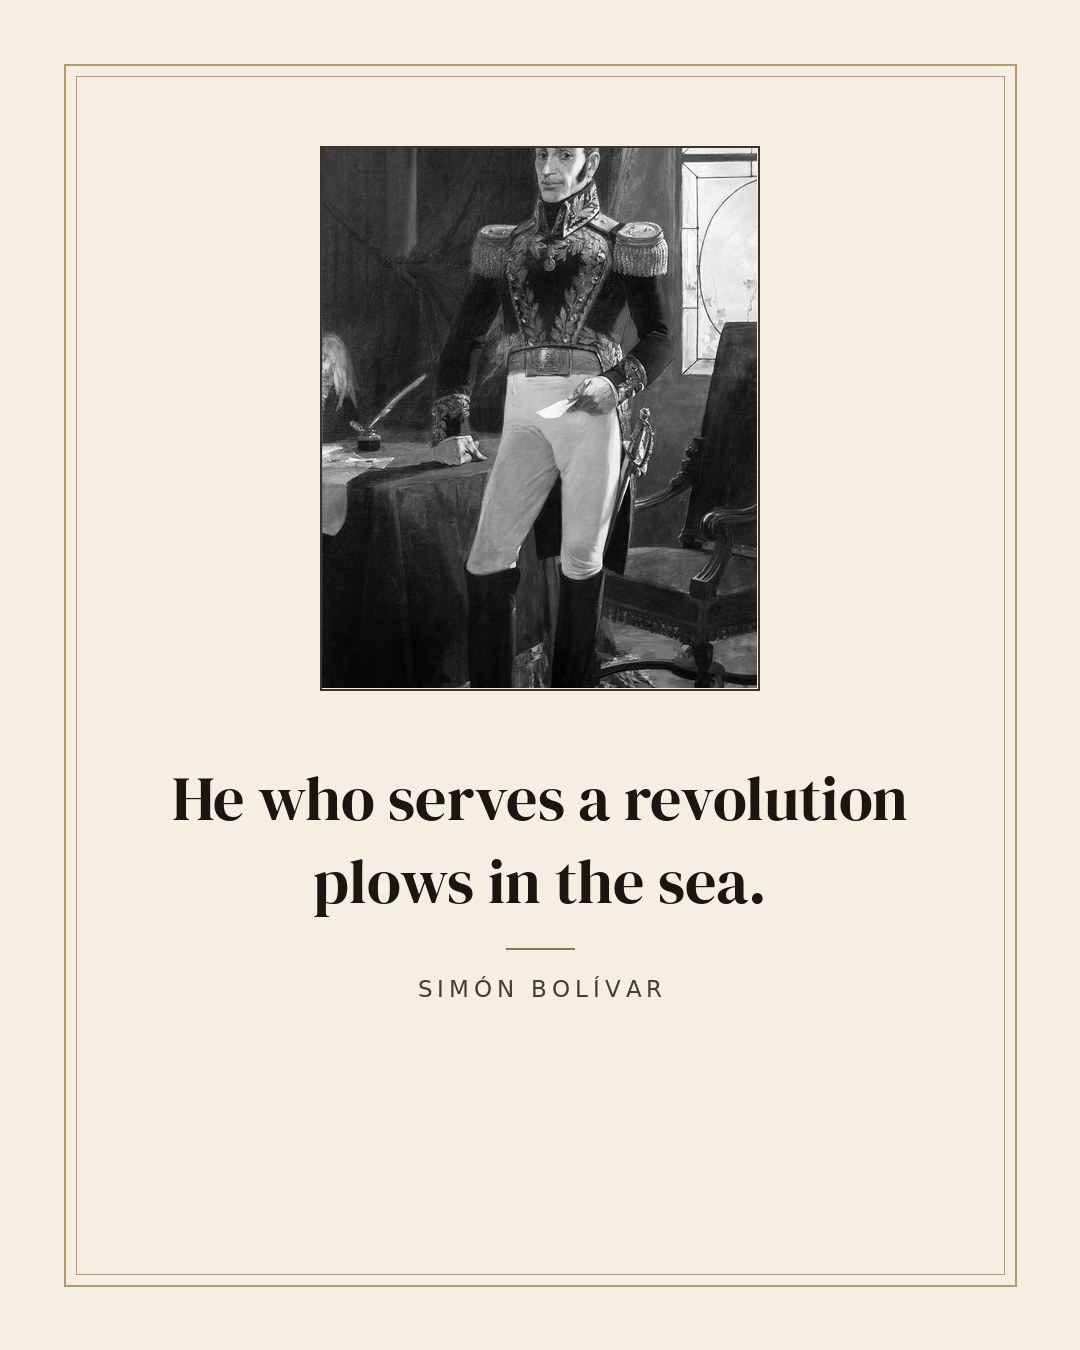 He who serves a revolution
plows in the sea.
SIMÓN BOLÍVAR